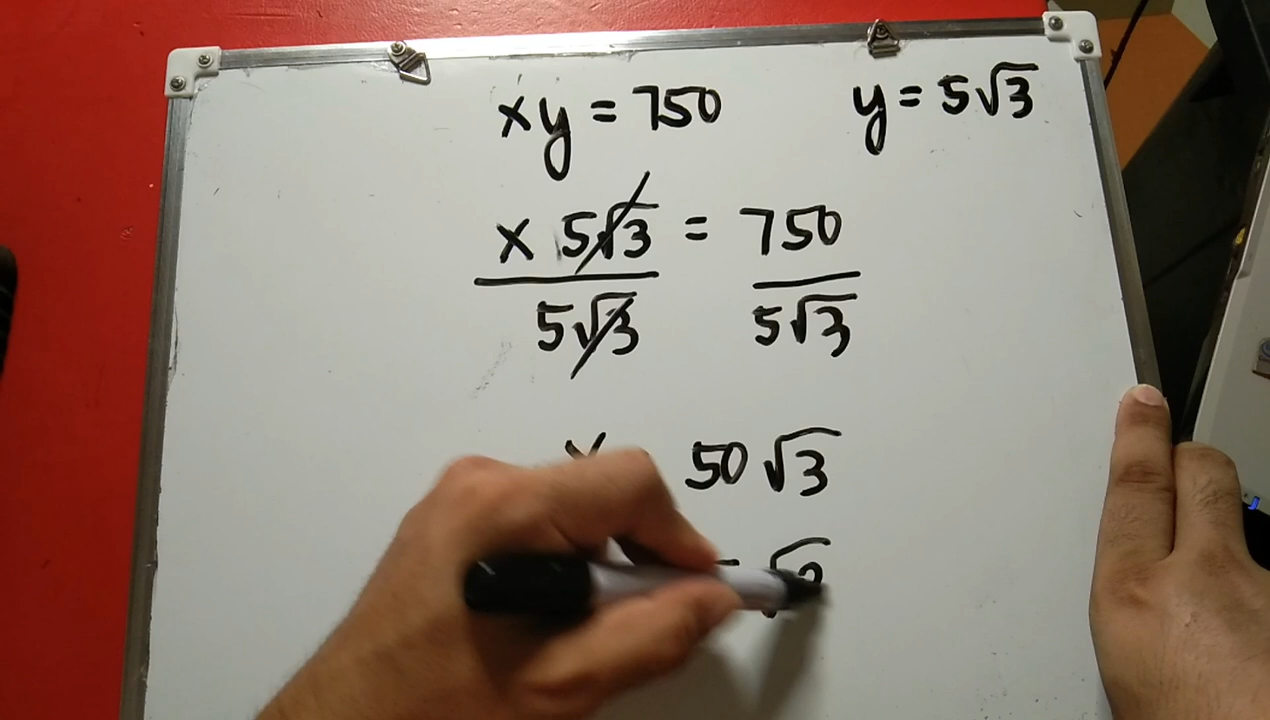 xy = 750 y = 5√3
x 5√3 = 750
5√3 5√3
x 50√3